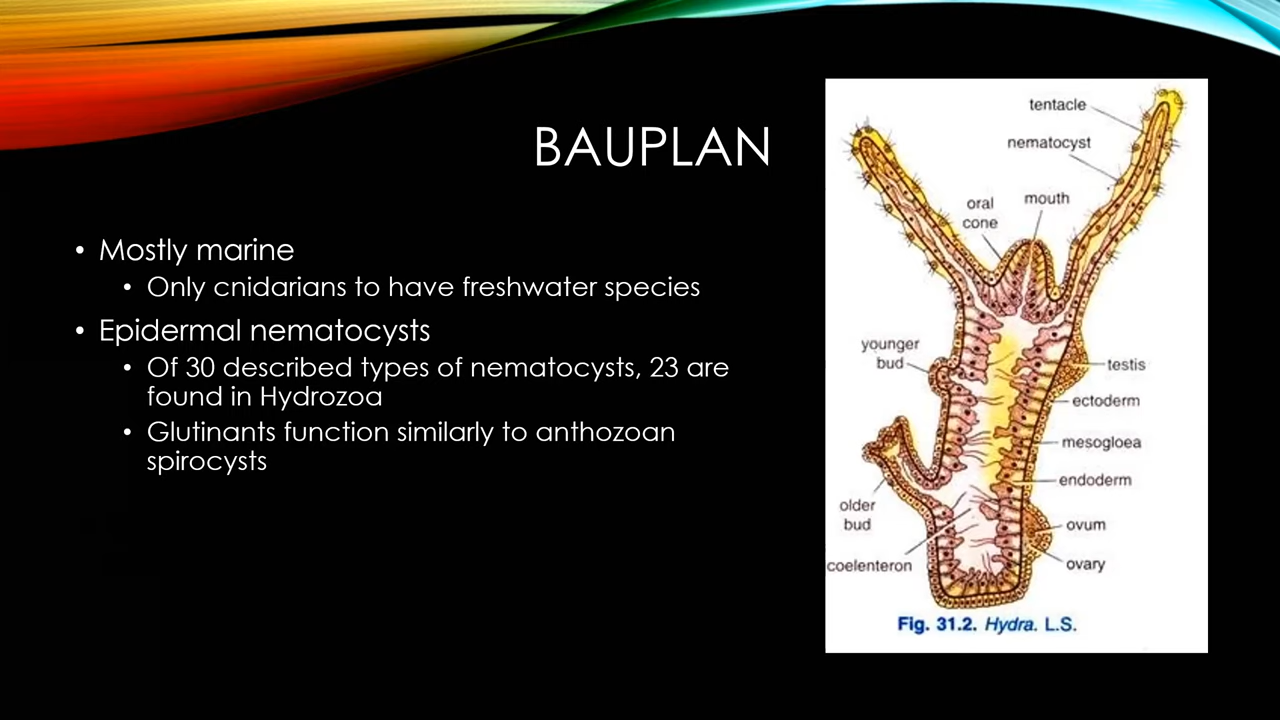 BAUPLAN
• Mostly marine
• Only cnidarians to have freshwater species
• Epidermal nematocysts
• Of 30 described types of nematocysts, 23 are
found in Hydrozoa
• Glutinants function similarly to anthozoan
spirocysts
tentacle
nematocyst
oral
cone
mouth
younger
bud
testis
ectoderm
mesogloea
endoderm
older
bud
ovum
coelenteron
ovary
Fig. 31.2. Hydra. L.S.